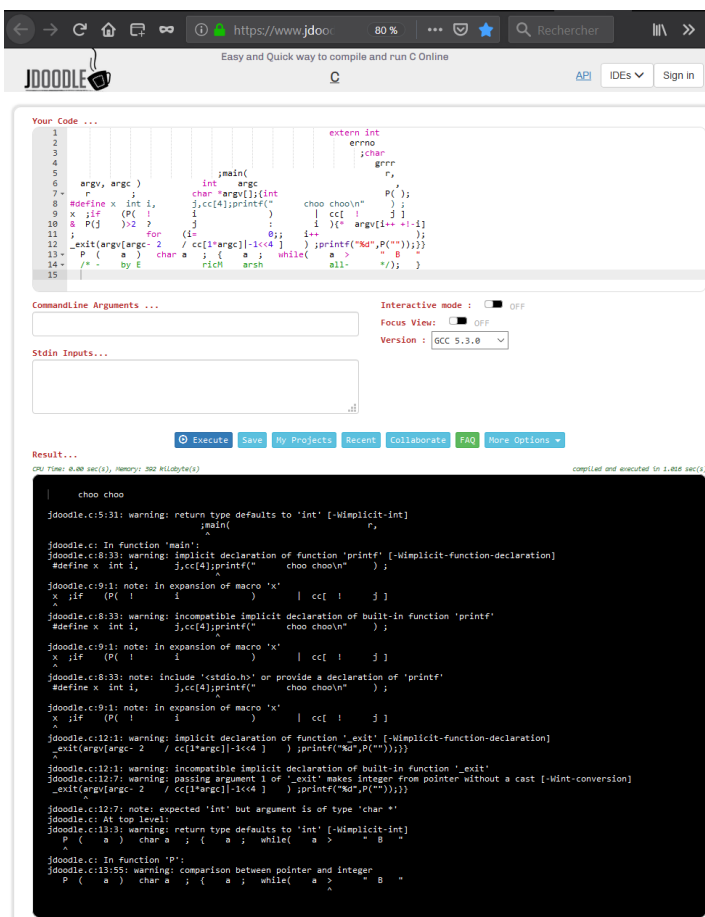 https://www.jdoo
80 %
Rechercher
Easy and Quick way to compile and run C Online
JDOODLE
C
API
IDEs
Sign in
Your Code ...
1 extern int
2 errno
3 ;char
4 grrr
5 ;main( r,
6 argv, argc ) int argc ,
7 r ; char *argv[];{int P( );
8 #define x int i, j,cc[4];printf(" choo choo\n" ) ;
9 x ;if (P( ! i ) | cc[ ! j ]
10 & P(j )>2 ? j : i ){* argv[i++ +!-i]
11 ; for (i= 0;; i++ );
12 _exit(argv[argc- 2 / cc[1*argc]|-1<<4 ] ) ;printf("%d",P(""));}}
13 P ( a ) char a ; { a ; while( a > " B "
14 /* - by E ricM arsh all- */); }
15
CommandLine Arguments ...
Interactive mode : OFF
Focus View: OFF
Version : GCC 5.3.0
Stdin Inputs...
Execute Save My Projects Recent Collaborate FAQ More Options
Result...
CPU Time: 0.00 sec(s), Memory: 392 kilobyte(s) compiled and executed in 1.016 sec(s)
| choo choo
jdoodle.c:5:31: warning: return type defaults to 'int' [-Wimplicit-int]
;main( r,
^
jdoodle.c: In function 'main':
jdoodle.c:8:33: warning: implicit declaration of function 'printf' [-Wimplicit-function-declaration]
#define x int i, j,cc[4];printf(" choo choo\n" ) ;
^
jdoodle.c:9:1: note: in expansion of macro 'x'
x ;if (P( ! i ) | cc[ ! j ]
^
jdoodle.c:8:33: warning: incompatible implicit declaration of built-in function 'printf'
#define x int i, j,cc[4];printf(" choo choo\n" ) ;
^
jdoodle.c:9:1: note: in expansion of macro 'x'
x ;if (P( ! i ) | cc[ ! j ]
^
jdoodle.c:8:33: note: include '<stdio.h>' or provide a declaration of 'printf'
#define x int i, j,cc[4];printf(" choo choo\n" ) ;
^
jdoodle.c:9:1: note: in expansion of macro 'x'
x ;if (P( ! i ) | cc[ ! j ]
^
jdoodle.c:12:1: warning: implicit declaration of function '_exit' [-Wimplicit-function-declaration]
_exit(argv[argc- 2 / cc[1*argc]|-1<<4 ] ) ;printf("%d",P(""));}}
^
jdoodle.c:12:1: warning: incompatible implicit declaration of built-in function '_exit'
jdoodle.c:12:7: warning: passing argument 1 of '_exit' makes integer from pointer without a cast [-Wint-conversion]
_exit(argv[argc- 2 / cc[1*argc]|-1<<4 ] ) ;printf("%d",P(""));}}
^
jdoodle.c:12:7: note: expected 'int' but argument is of type 'char *'
jdoodle.c: At top level:
jdoodle.c:13:3: warning: return type defaults to 'int' [-Wimplicit-int]
P ( a ) char a ; { a ; while( a > " B "
^
jdoodle.c: In function 'P':
jdoodle.c:13:55: warning: comparison between pointer and integer
P ( a ) char a ; { a ; while( a > " B "
^